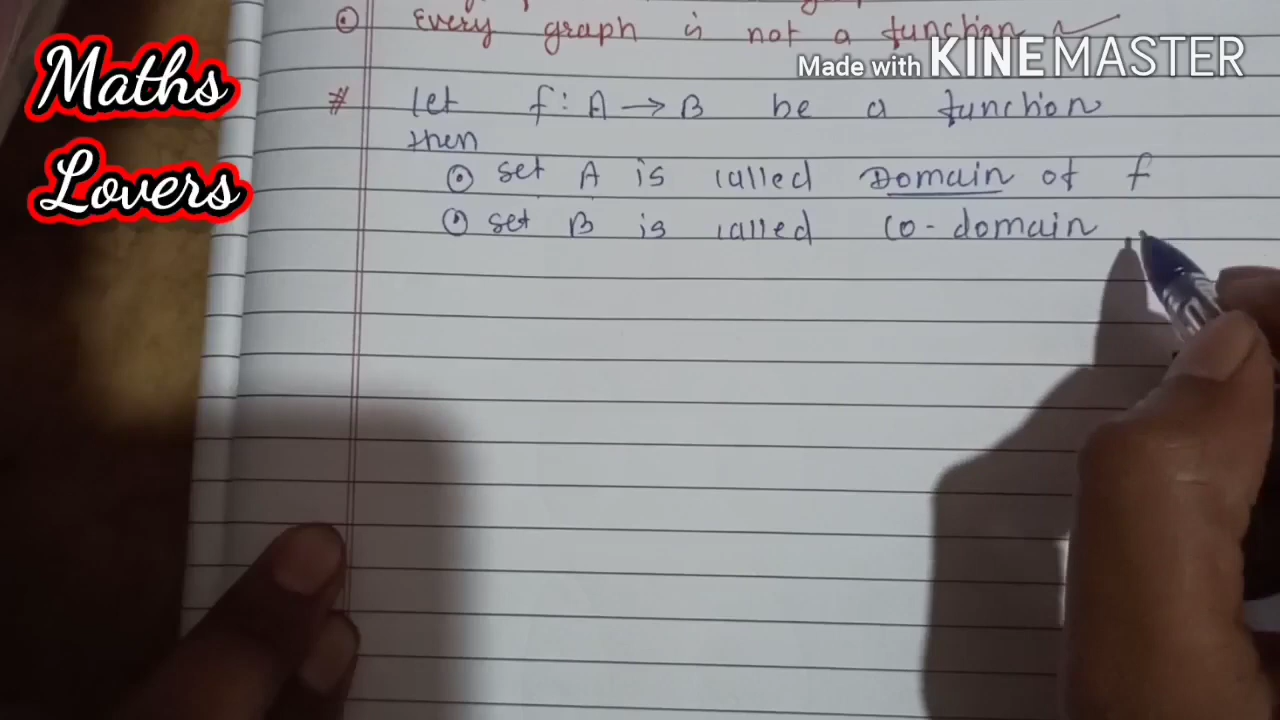 Every graph is not a function
Made with KINEMASTER
Maths
Lovers
# let f: A → B be a function
then
set A is called Domain of f
set B is called co-domain